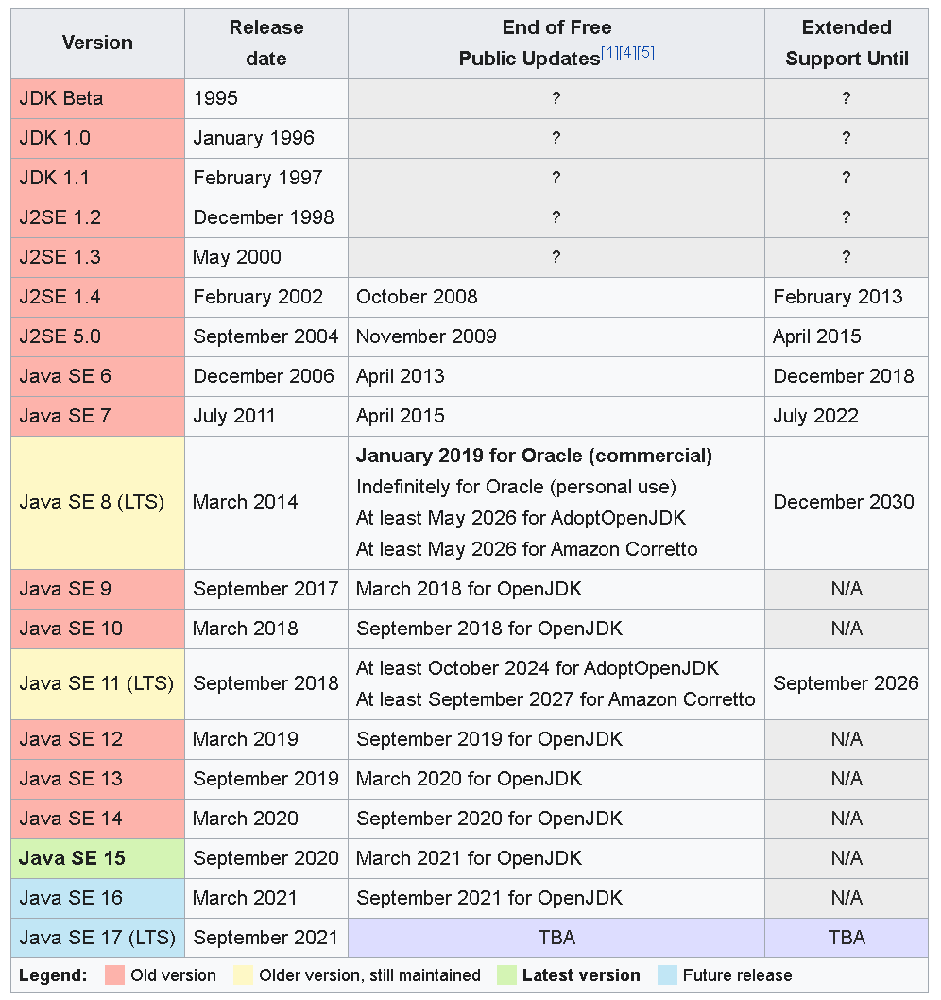 Version Release date End of Free Public Updates[1][4][5] Extended Support Until
JDK Beta 1995 ? ?
JDK 1.0 January 1996 ? ?
JDK 1.1 February 1997 ? ?
J2SE 1.2 December 1998 ? ?
J2SE 1.3 May 2000 ? ?
J2SE 1.4 February 2002 October 2008 February 2013
J2SE 5.0 September 2004 November 2009 April 2015
Java SE 6 December 2006 April 2013 December 2018
Java SE 7 July 2011 April 2015 July 2022
Java SE 8 (LTS) March 2014
January 2019 for Oracle (commercial)
Indefinitely for Oracle (personal use)
At least May 2026 for AdoptOpenJDK
At least May 2026 for Amazon Corretto
December 2030
Java SE 9 September 2017 March 2018 for OpenJDK N/A
Java SE 10 March 2018 September 2018 for OpenJDK N/A
Java SE 11 (LTS) September 2018
At least October 2024 for AdoptOpenJDK
At least September 2027 for Amazon Corretto
September 2026
Java SE 12 March 2019 September 2019 for OpenJDK N/A
Java SE 13 September 2019 March 2020 for OpenJDK N/A
Java SE 14 March 2020 September 2020 for OpenJDK N/A
Java SE 15 September 2020 March 2021 for OpenJDK N/A
Java SE 16 March 2021 September 2021 for OpenJDK N/A
Java SE 17 (LTS) September 2021 TBA TBA
Legend: Old version Older version, still maintained Latest version Future release